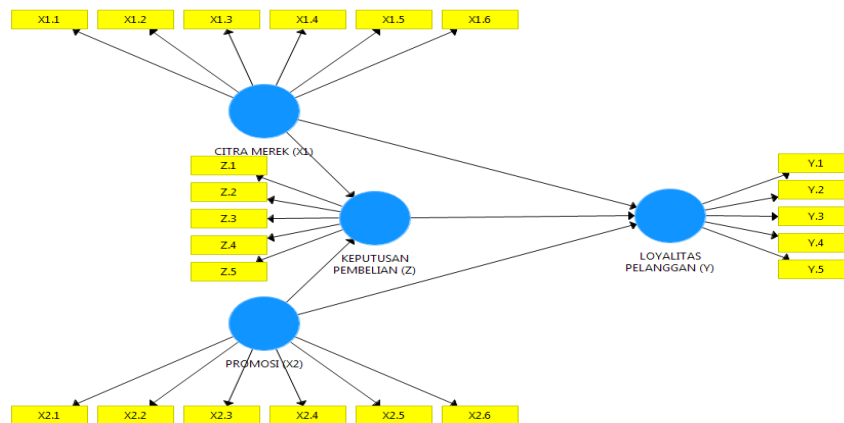 X1.1 X1.2 X1.3 X1.4 X1.5 X1.6
CITRA MEREK (X1)
Z.1
Z.2
Z.3
Z.4
Z.5
KEPUTUSAN
PEMBELIAN (Z)
Y.1
Y.2
Y.3
Y.4
Y.5
LOYALITAS
PELANGGAN (Y)
PROMOSI (X2)
X2.1 X2.2 X2.3 X2.4 X2.5 X2.6